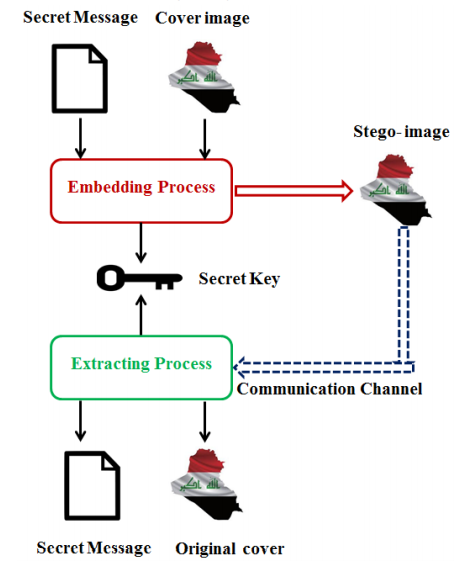 Secret Message Cover image
Stego-image
Embedding Process
Secret Key
Extracting Process
Communication Channel
Secret Message Original cover